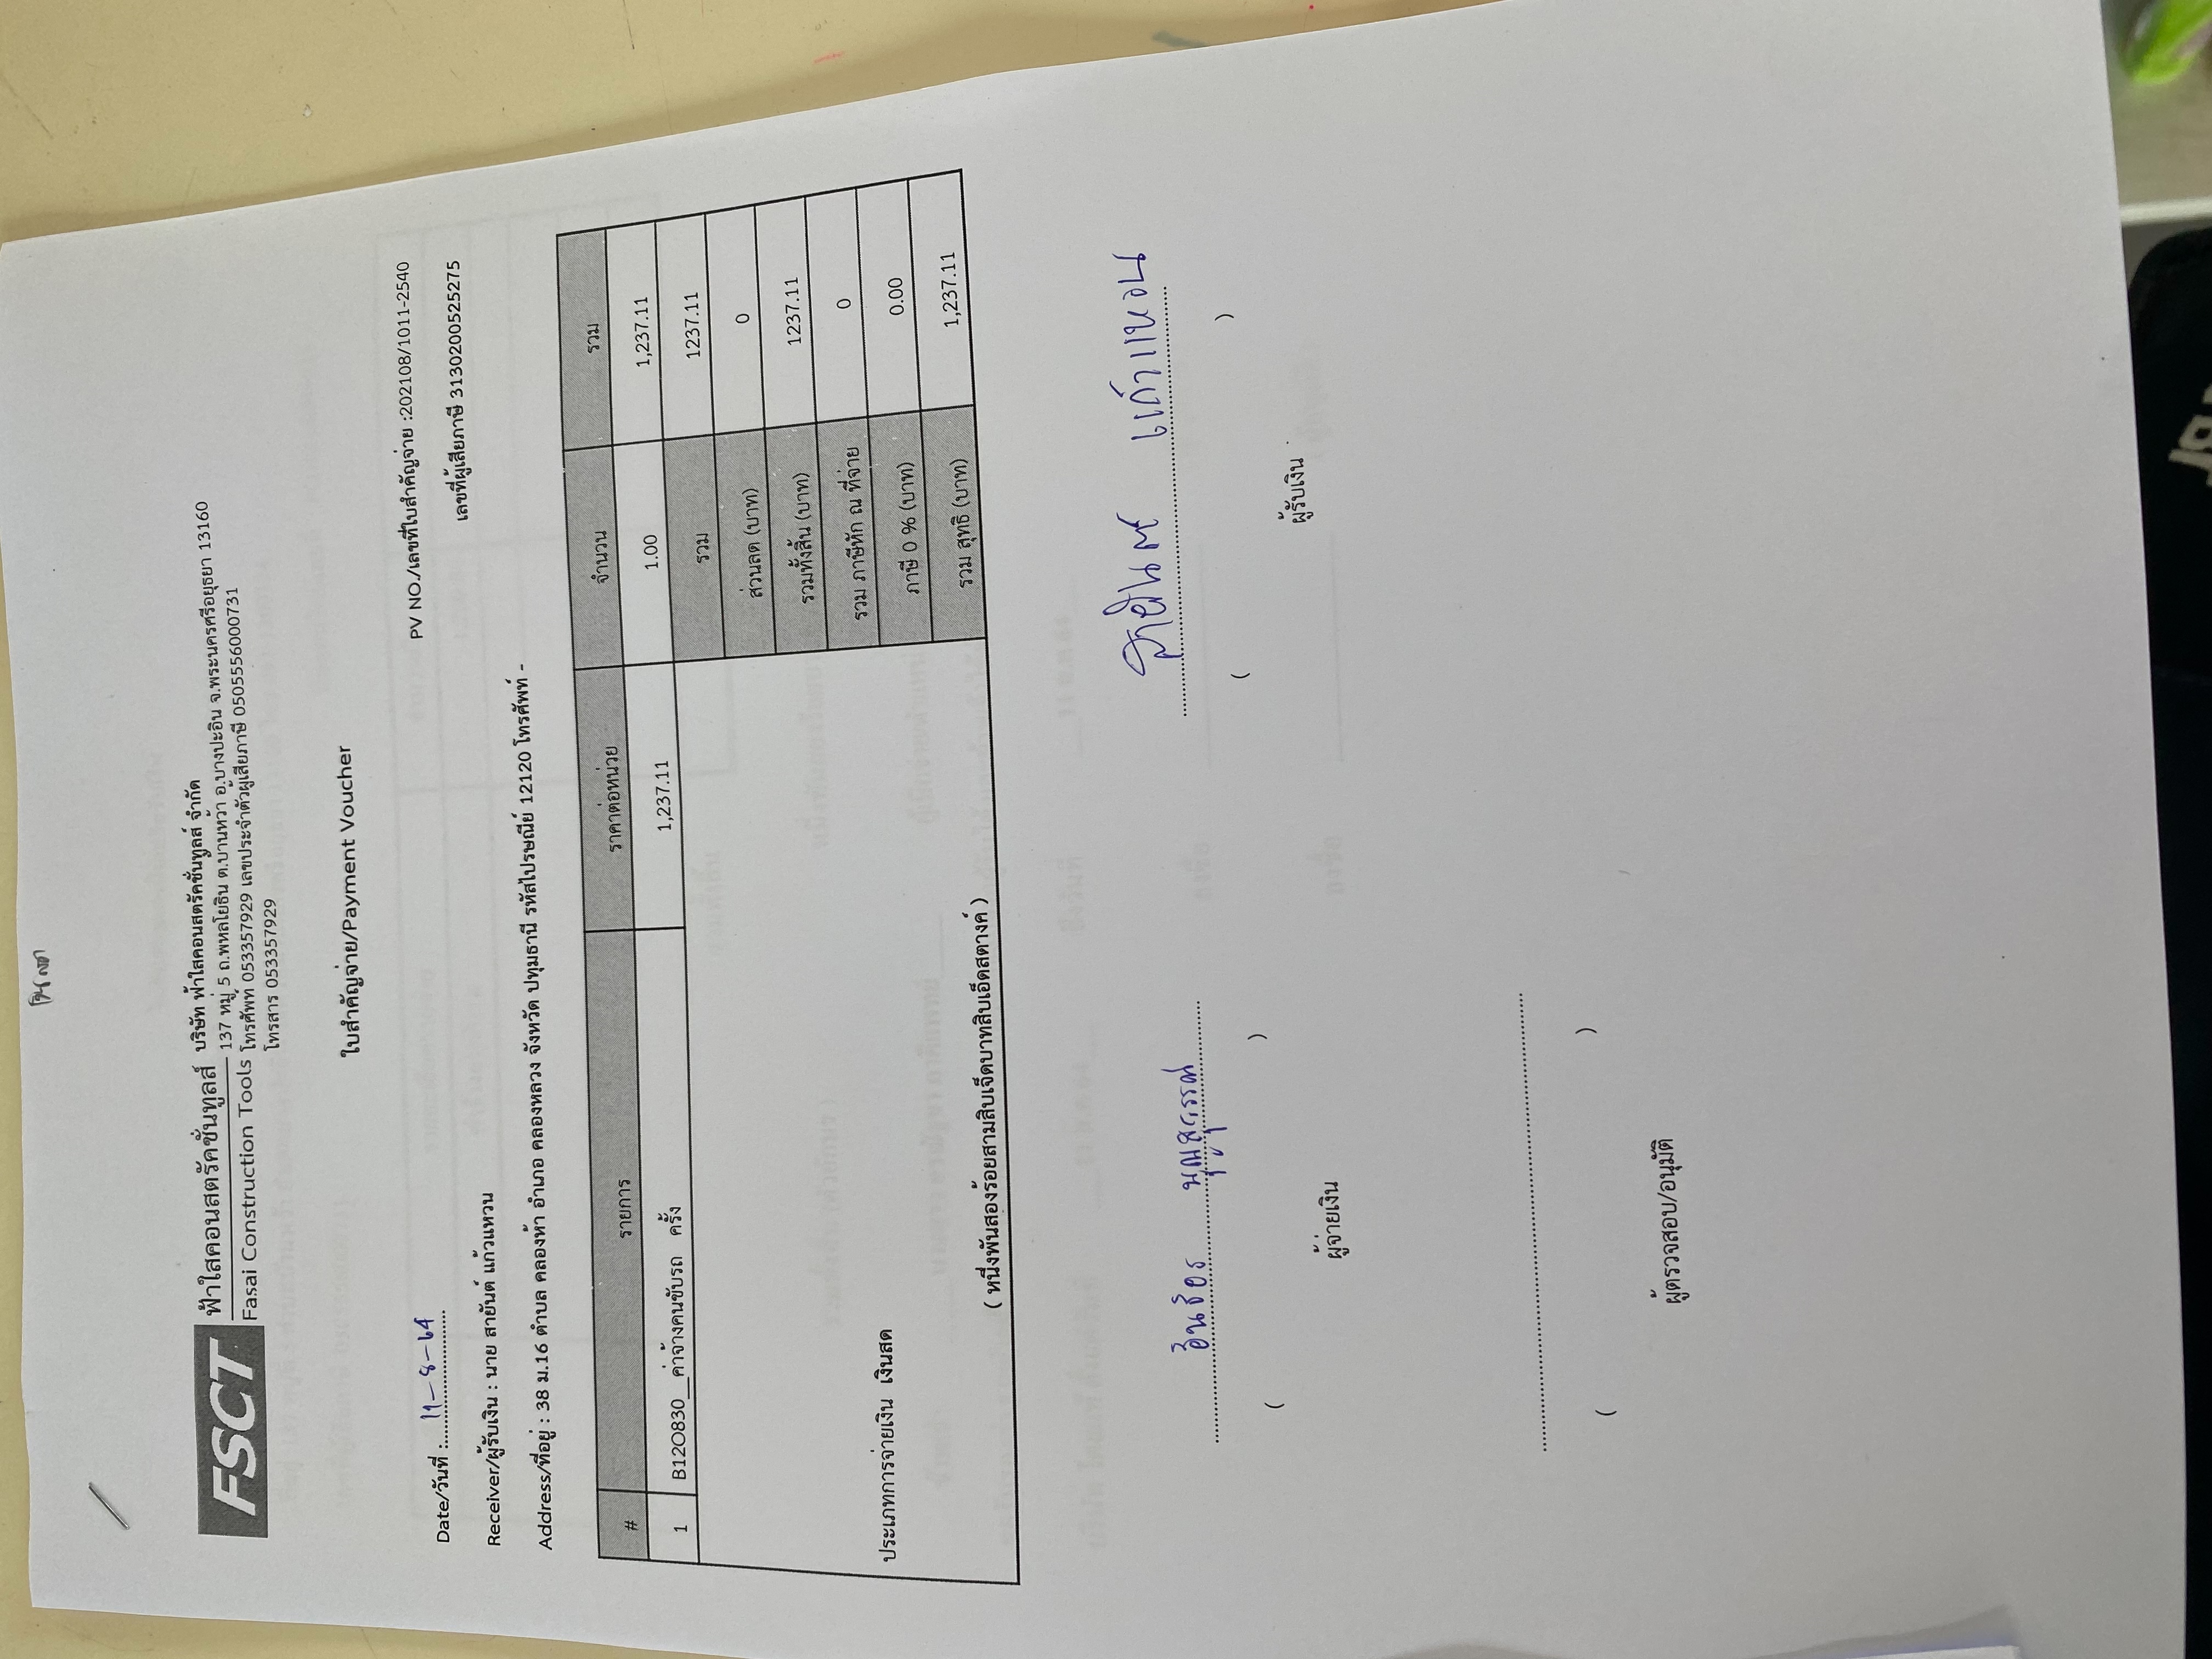 เงินสด
FSCT
ฟ้าใสคอนสตรัคชั่นทูลส์
Fasai Construction Tools
บริษัท ฟ้าใสคอนสตรัคชั่นทูลส์ จำกัด
137 หมู่ 5 ถ.พหลโยธิน ต.บ้านหว้า อ.บางปะอิน จ.พระนครศรีอยุธยา 13160
โทรศัพท์ 053357929 เลขประจำตัวผู้เสียภาษี 0505556000731
โทรสาร 053357929
ใบสำคัญจ่าย/Payment Voucher
PV NO./เลขที่ใบสำคัญจ่าย :202108/1011-2540
Date/วันที่ : 11-8-64
เลขที่ผู้เสียภาษี 3130200525275
Receiver/ผู้รับเงิน : นาย สายันต์ แก้วแหวน
Address/ที่อยู่ : 38 ม.16 ตำบล คลองห้า อำเภอ คลองหลวง จังหวัด ปทุมธานี รหัสไปรษณีย์ 12120 โทรศัพท์ -
# รายการ ราคาต่อหน่วย จำนวน รวม
1 B12O830__ค่าจ้างคนขับรถ ครั้ง 1,237.11 1.00 1,237.11
รวม 1237.11
ส่วนลด (บาท) 0
รวมทั้งสิ้น (บาท) 1237.11
รวม ภาษีหัก ณ ที่จ่าย 0
ประเภทการจ่ายเงิน เงินสด
ภาษี 0 % (บาท) 0.00
รวม สุทธิ (บาท) 1,237.11
( หนึ่งพันสองร้อยสามสิบเจ็ดบาทสิบเอ็ดสตางค์ )
สายันต์ แก้วแหวน
( )
ผู้รับเงิน
( )
ผู้จ่ายเงิน
( )
ผู้ตรวจสอบ/อนุมัติ